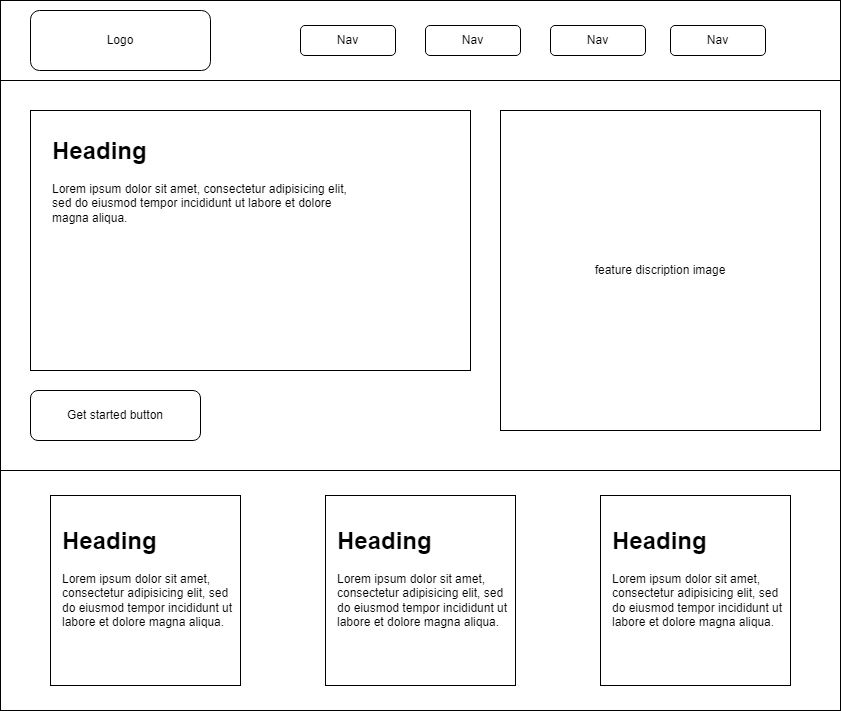 Logo
Nav
Nav
Nav
Nav
Heading
Lorem ipsum dolor sit amet, consectetur adipisicing elit,
sed do eiusmod tempor incididunt ut labore et dolore
magna aliqua.
feature discription image
Get started button
Heading
Lorem ipsum dolor sit amet,
consectetur adipisicing elit, sed
do eiusmod tempor incididunt ut
labore et dolore magna aliqua.
Heading
Lorem ipsum dolor sit amet,
consectetur adipisicing elit, sed
do eiusmod tempor incididunt ut
labore et dolore magna aliqua.
Heading
Lorem ipsum dolor sit amet,
consectetur adipisicing elit, sed
do eiusmod tempor incididunt ut
labore et dolore magna aliqua.